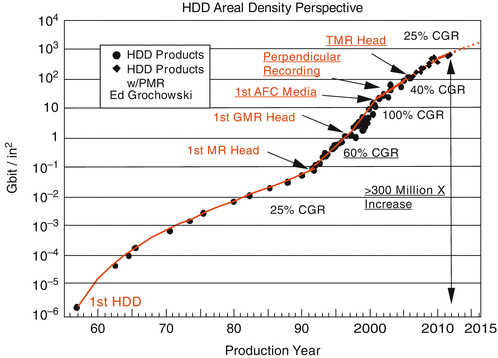 HDD Areal Density Perspective
10⁴
10³
10²
10
1
10⁻¹
10⁻²
10⁻³
10⁻⁴
10⁻⁵
10⁻⁶
Gbit / in²
HDD Products
HDD Products
w/PMR
Ed Grochowski
25% CGR
TMR Head
Perpendicular
Recording
40% CGR
1st AFC Media
100% CGR
1st GMR Head
60% CGR
1st MR Head
>300 Million X
Increase
25% CGR
1st HDD
60
70
80
90
2000
2010
2015
Production Year